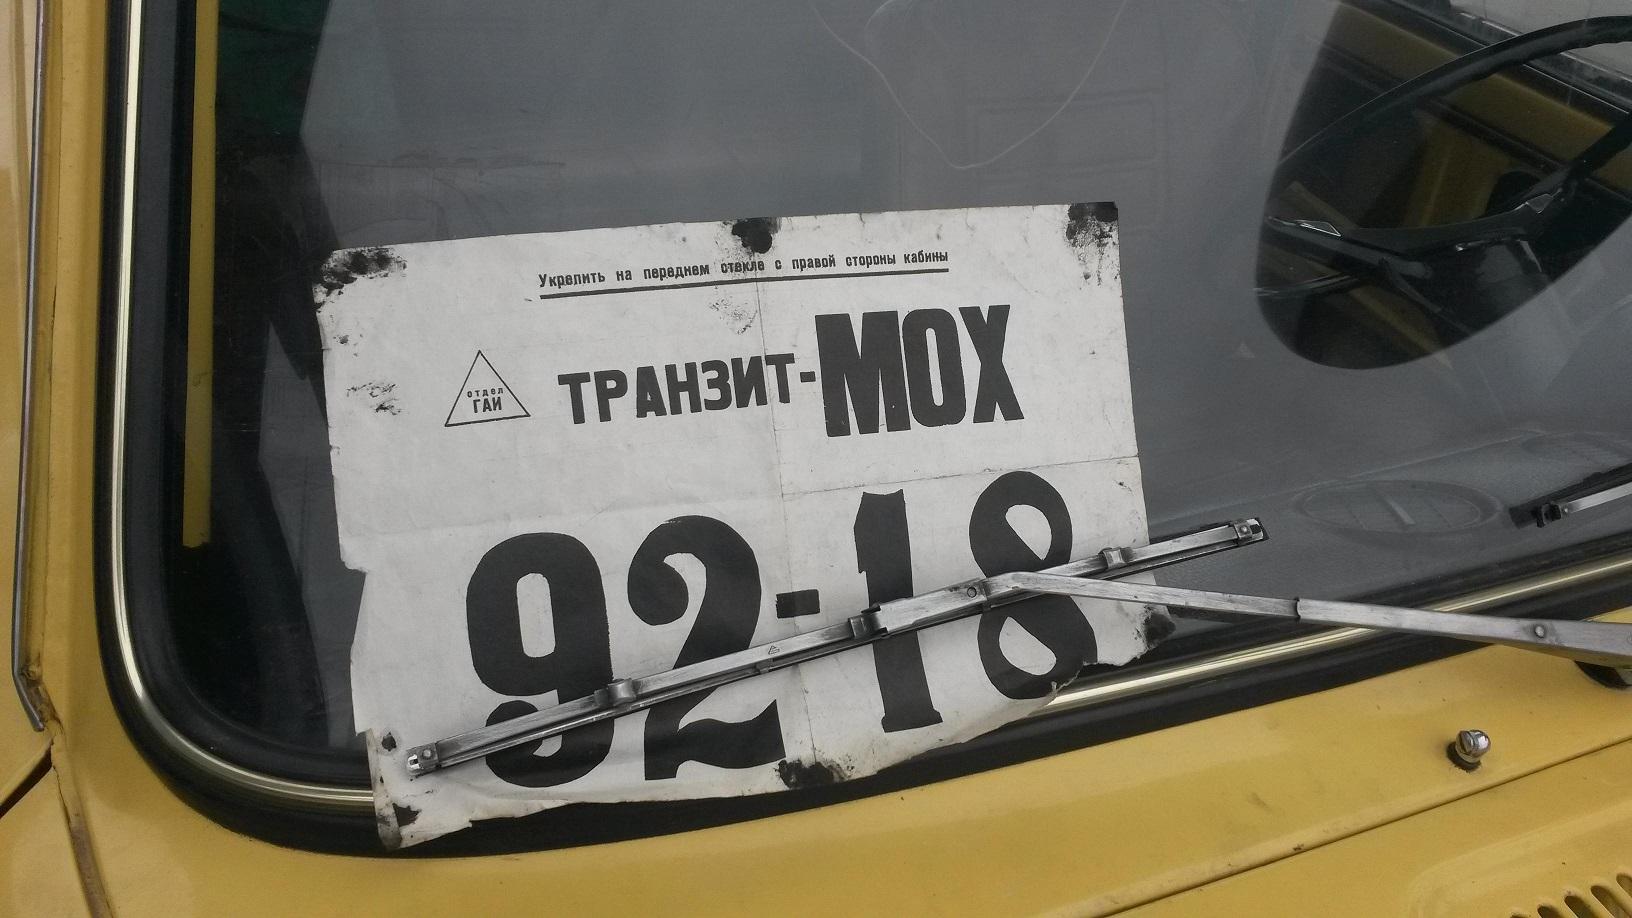 Укрепить на переднем стекле с правой стороны кабины
отдел
ГАИ
ТРАНЗИТ-МОХ
92-18